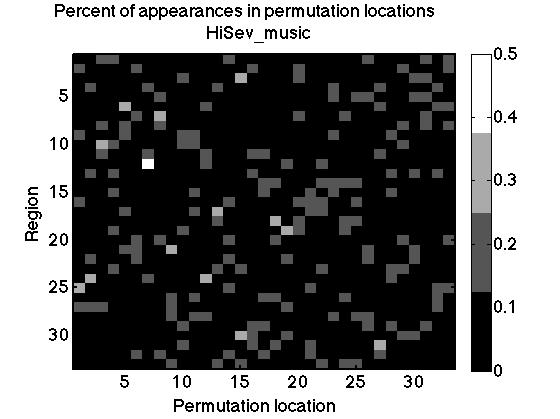 Percent of appearances in permutation locations
HiSev_music
0.5
0.4
0.3
0.2
0.1
0
Region
5
10
15
20
25
30
5 10 15 20 25 30
Permutation location